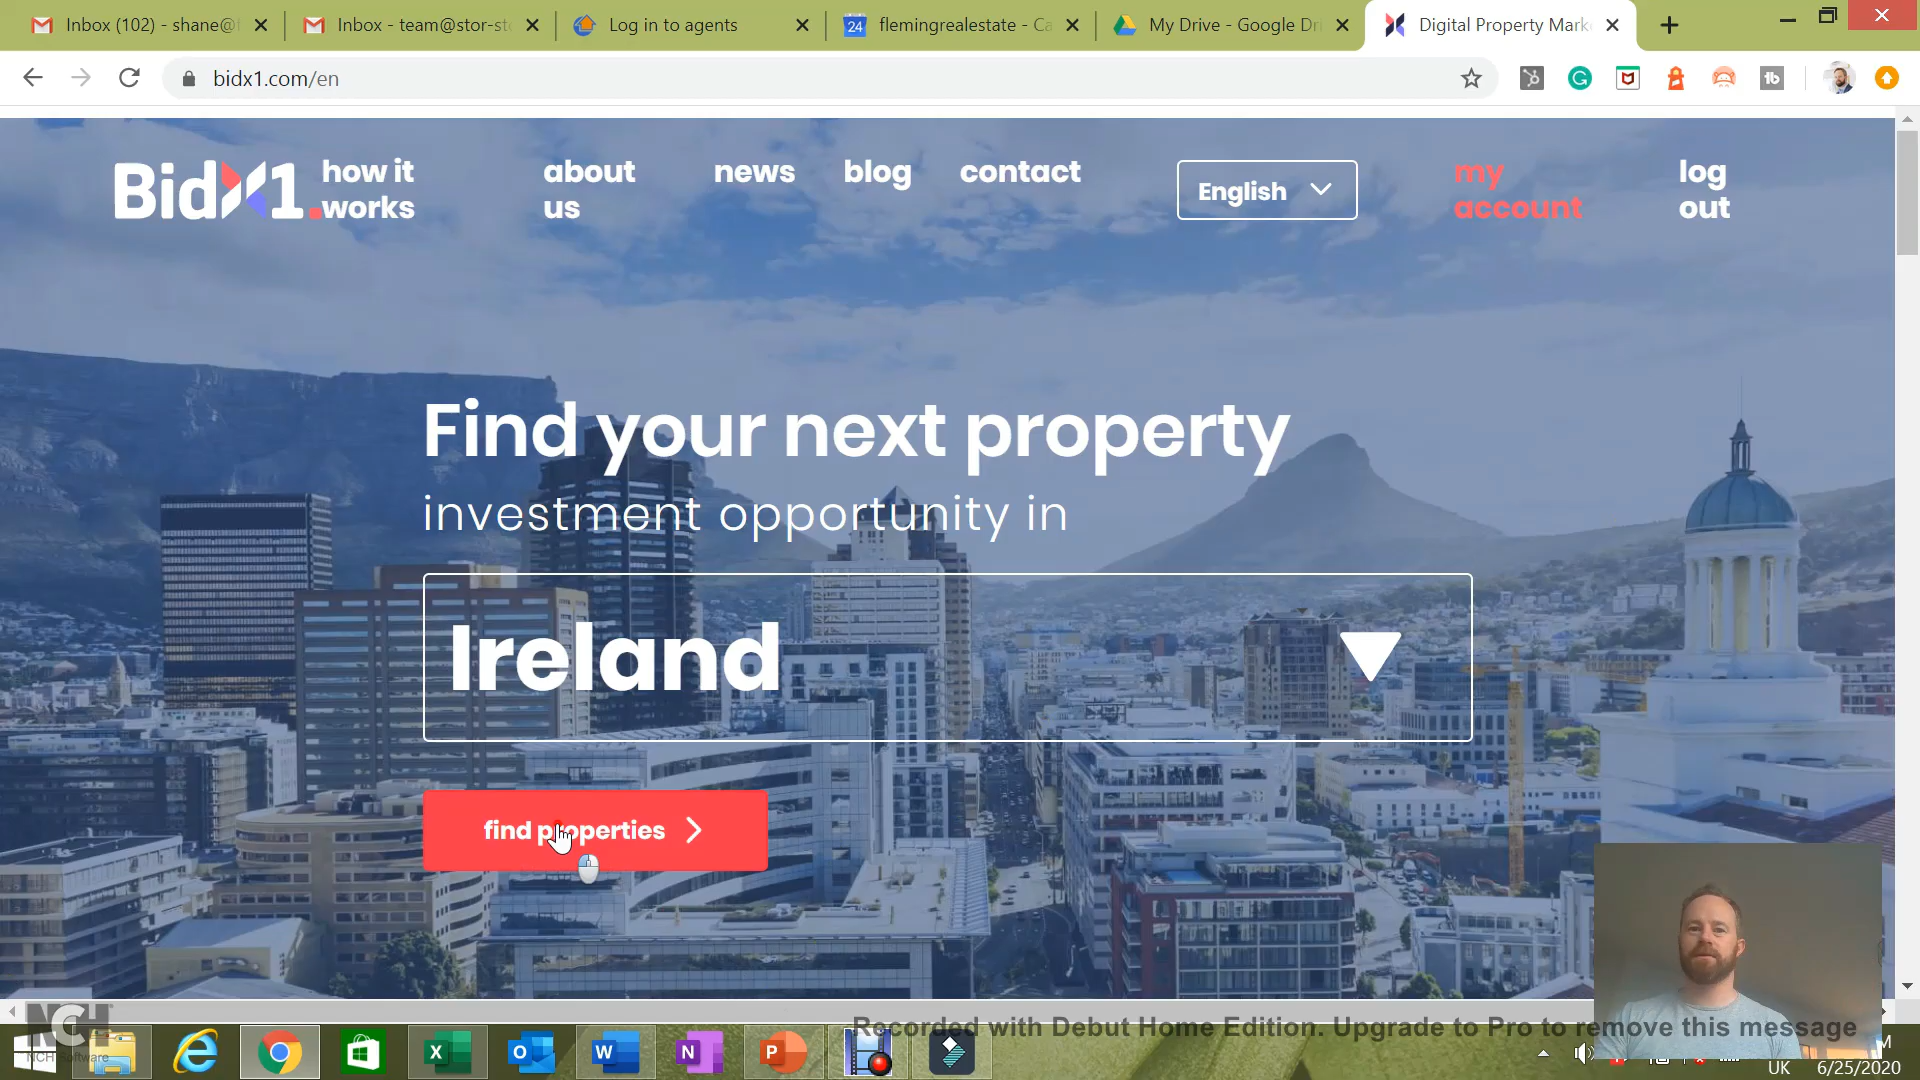 Inbox (102) - shane@
Inbox - team@stor-st
Log in to agents
24
flemingrealestate - Ca
My Drive - Google Dri
Digital Property Mark
bidx1.com/en
BidX1.
how it
works
about
us
news
blog
contact
English
my
account
log
out
Find your next property
investment opportunity in
Ireland
find properties
NCH
NCH Software
Recorded with Debut Home Edition. Upgrade to Pro to remove this message
UK
6/25/2020